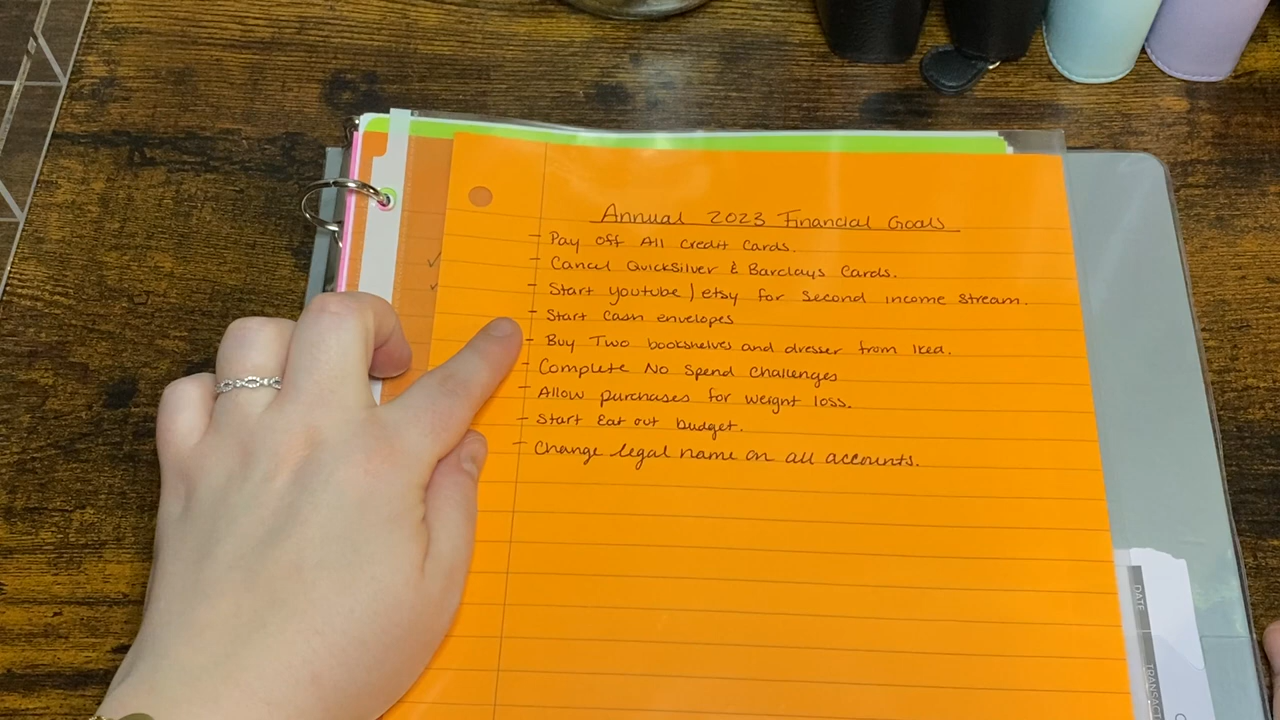 Annual 2023 Financial Goals
- Pay off All Credit Cards.
- Cancel Quicksilver & Barclays Cards.
- Start youtube / etsy for second income stream.
- Start Cash envelopes
- Buy Two bookshelves and dresser from Ikea.
- Complete No Spend Challenges
- Allow purchases for weight loss.
- Start Eat out budget.
- Change legal name on all accounts.
DATE